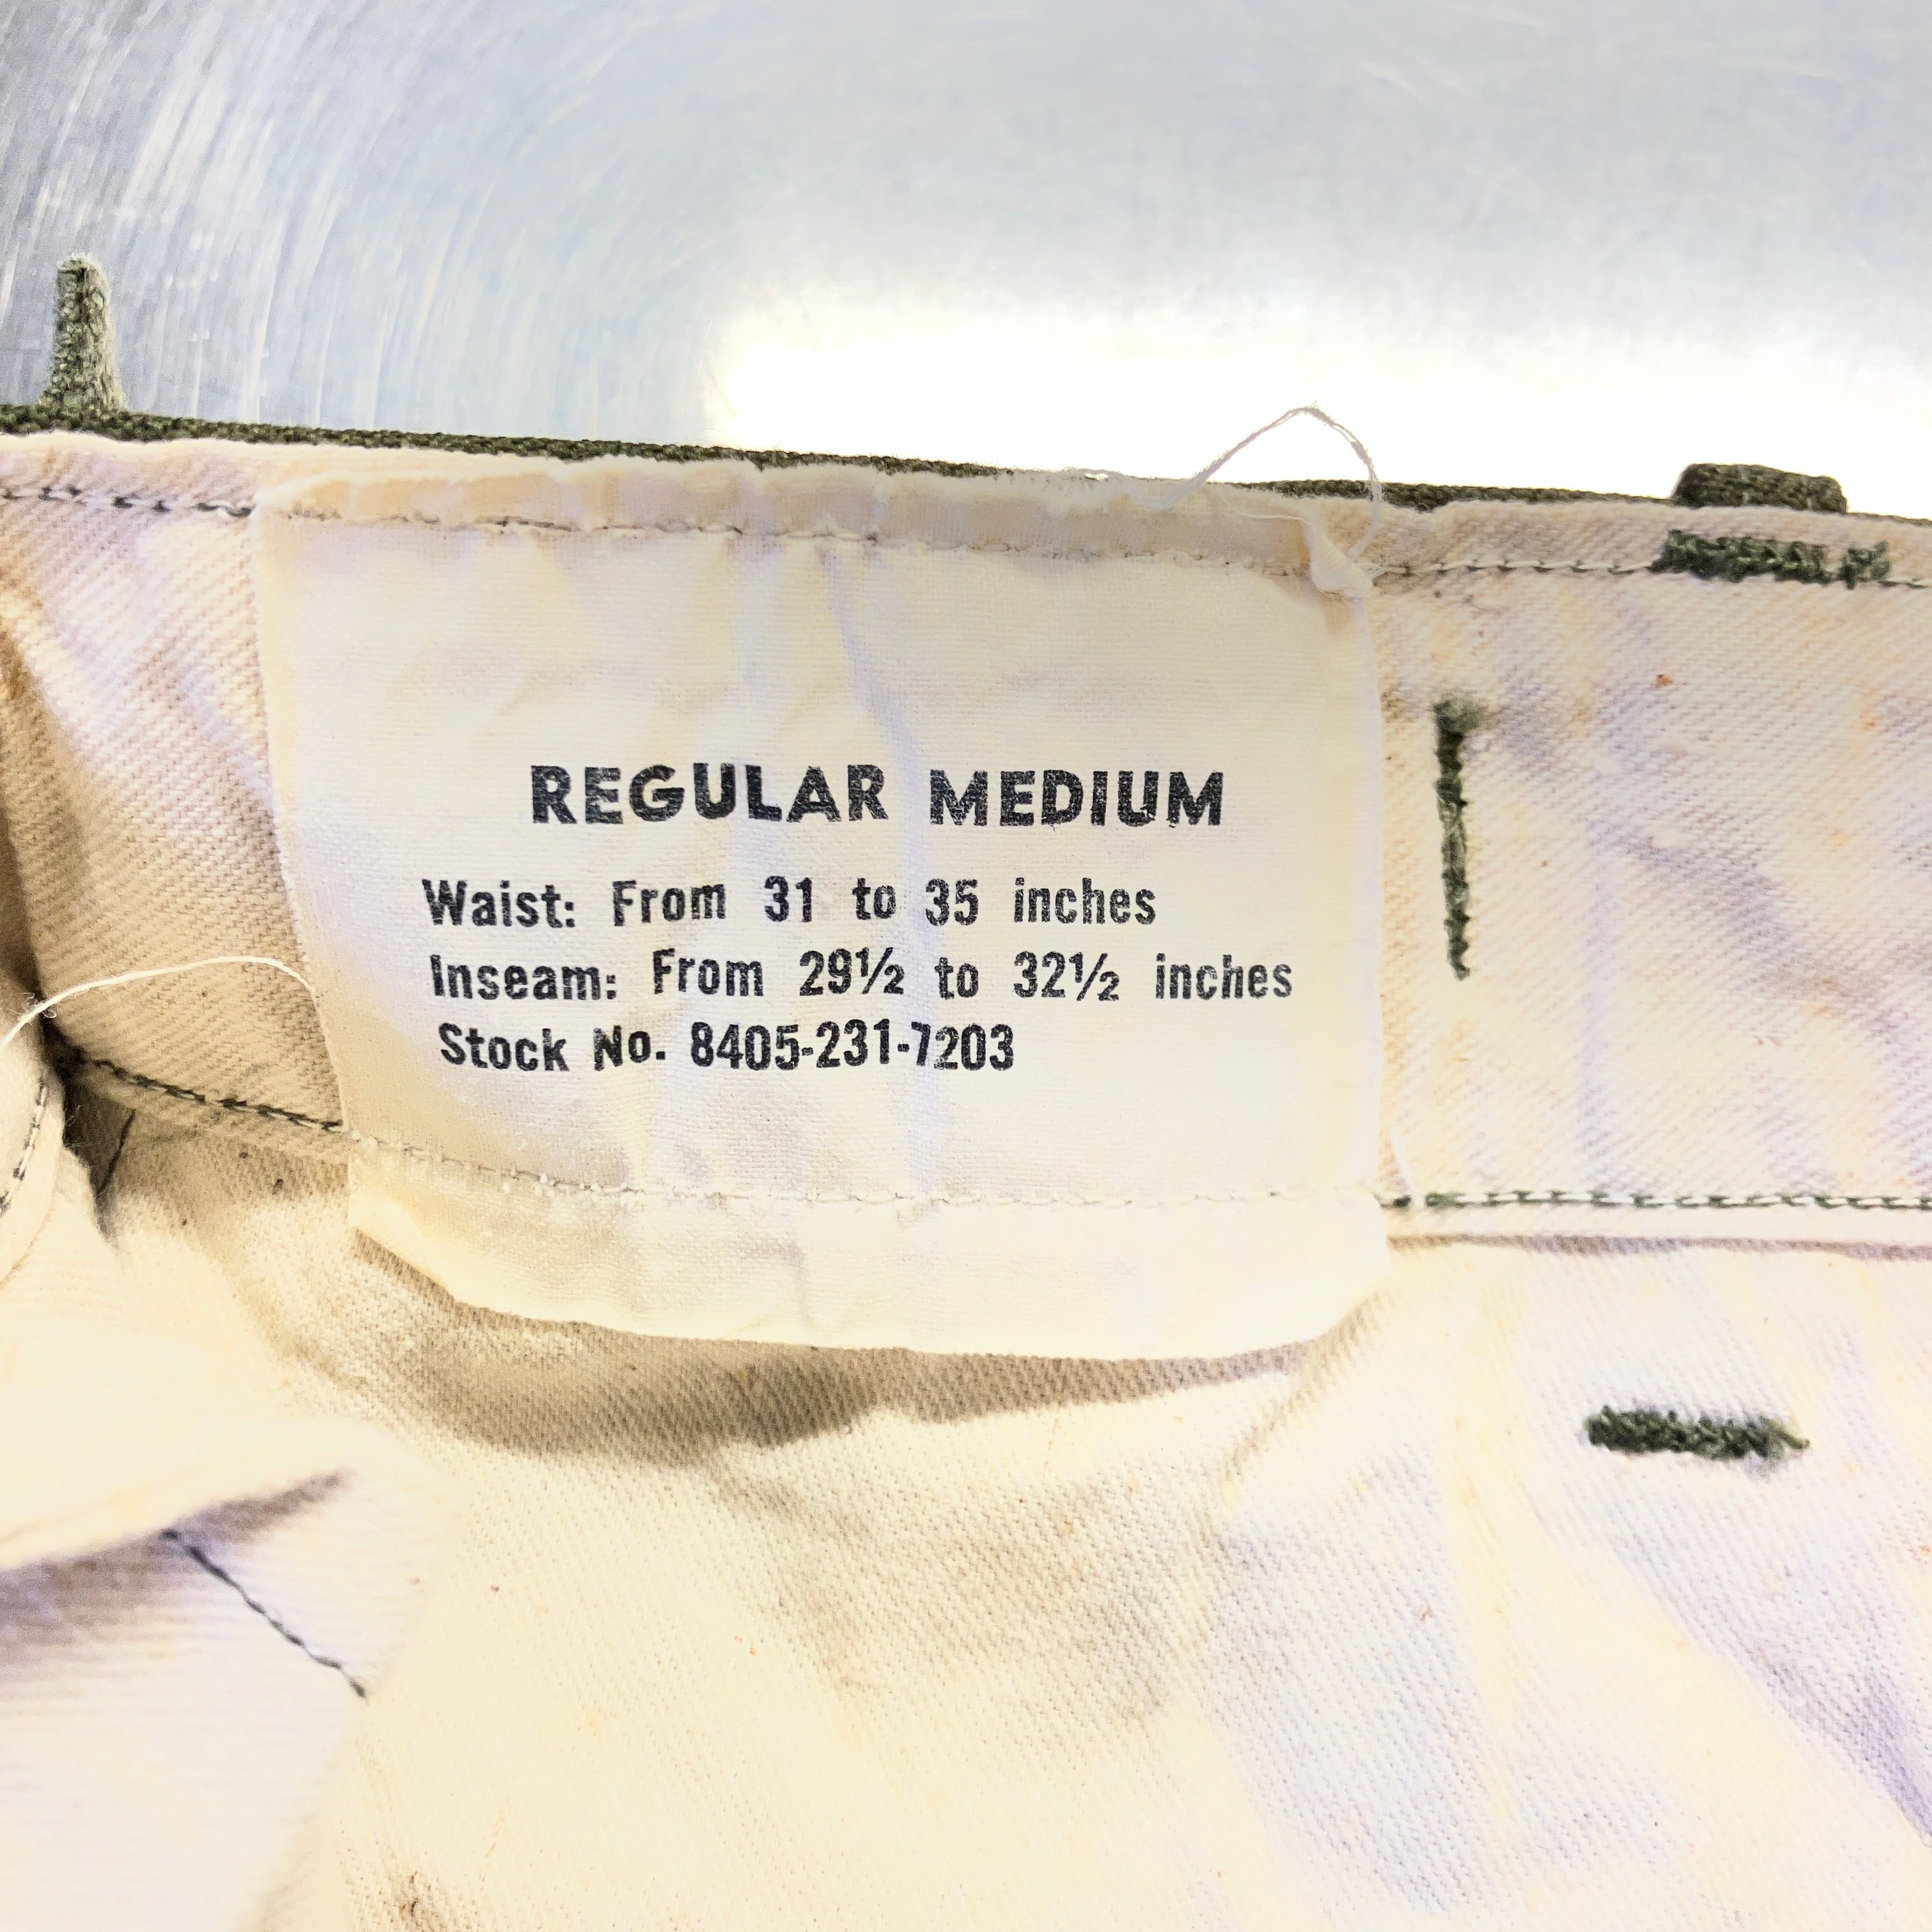 REGULAR MEDIUM
Waist: From 31 to 35 inches
Inseam: From 29½ to 32½ inches
Stock No. 8405-231-7203